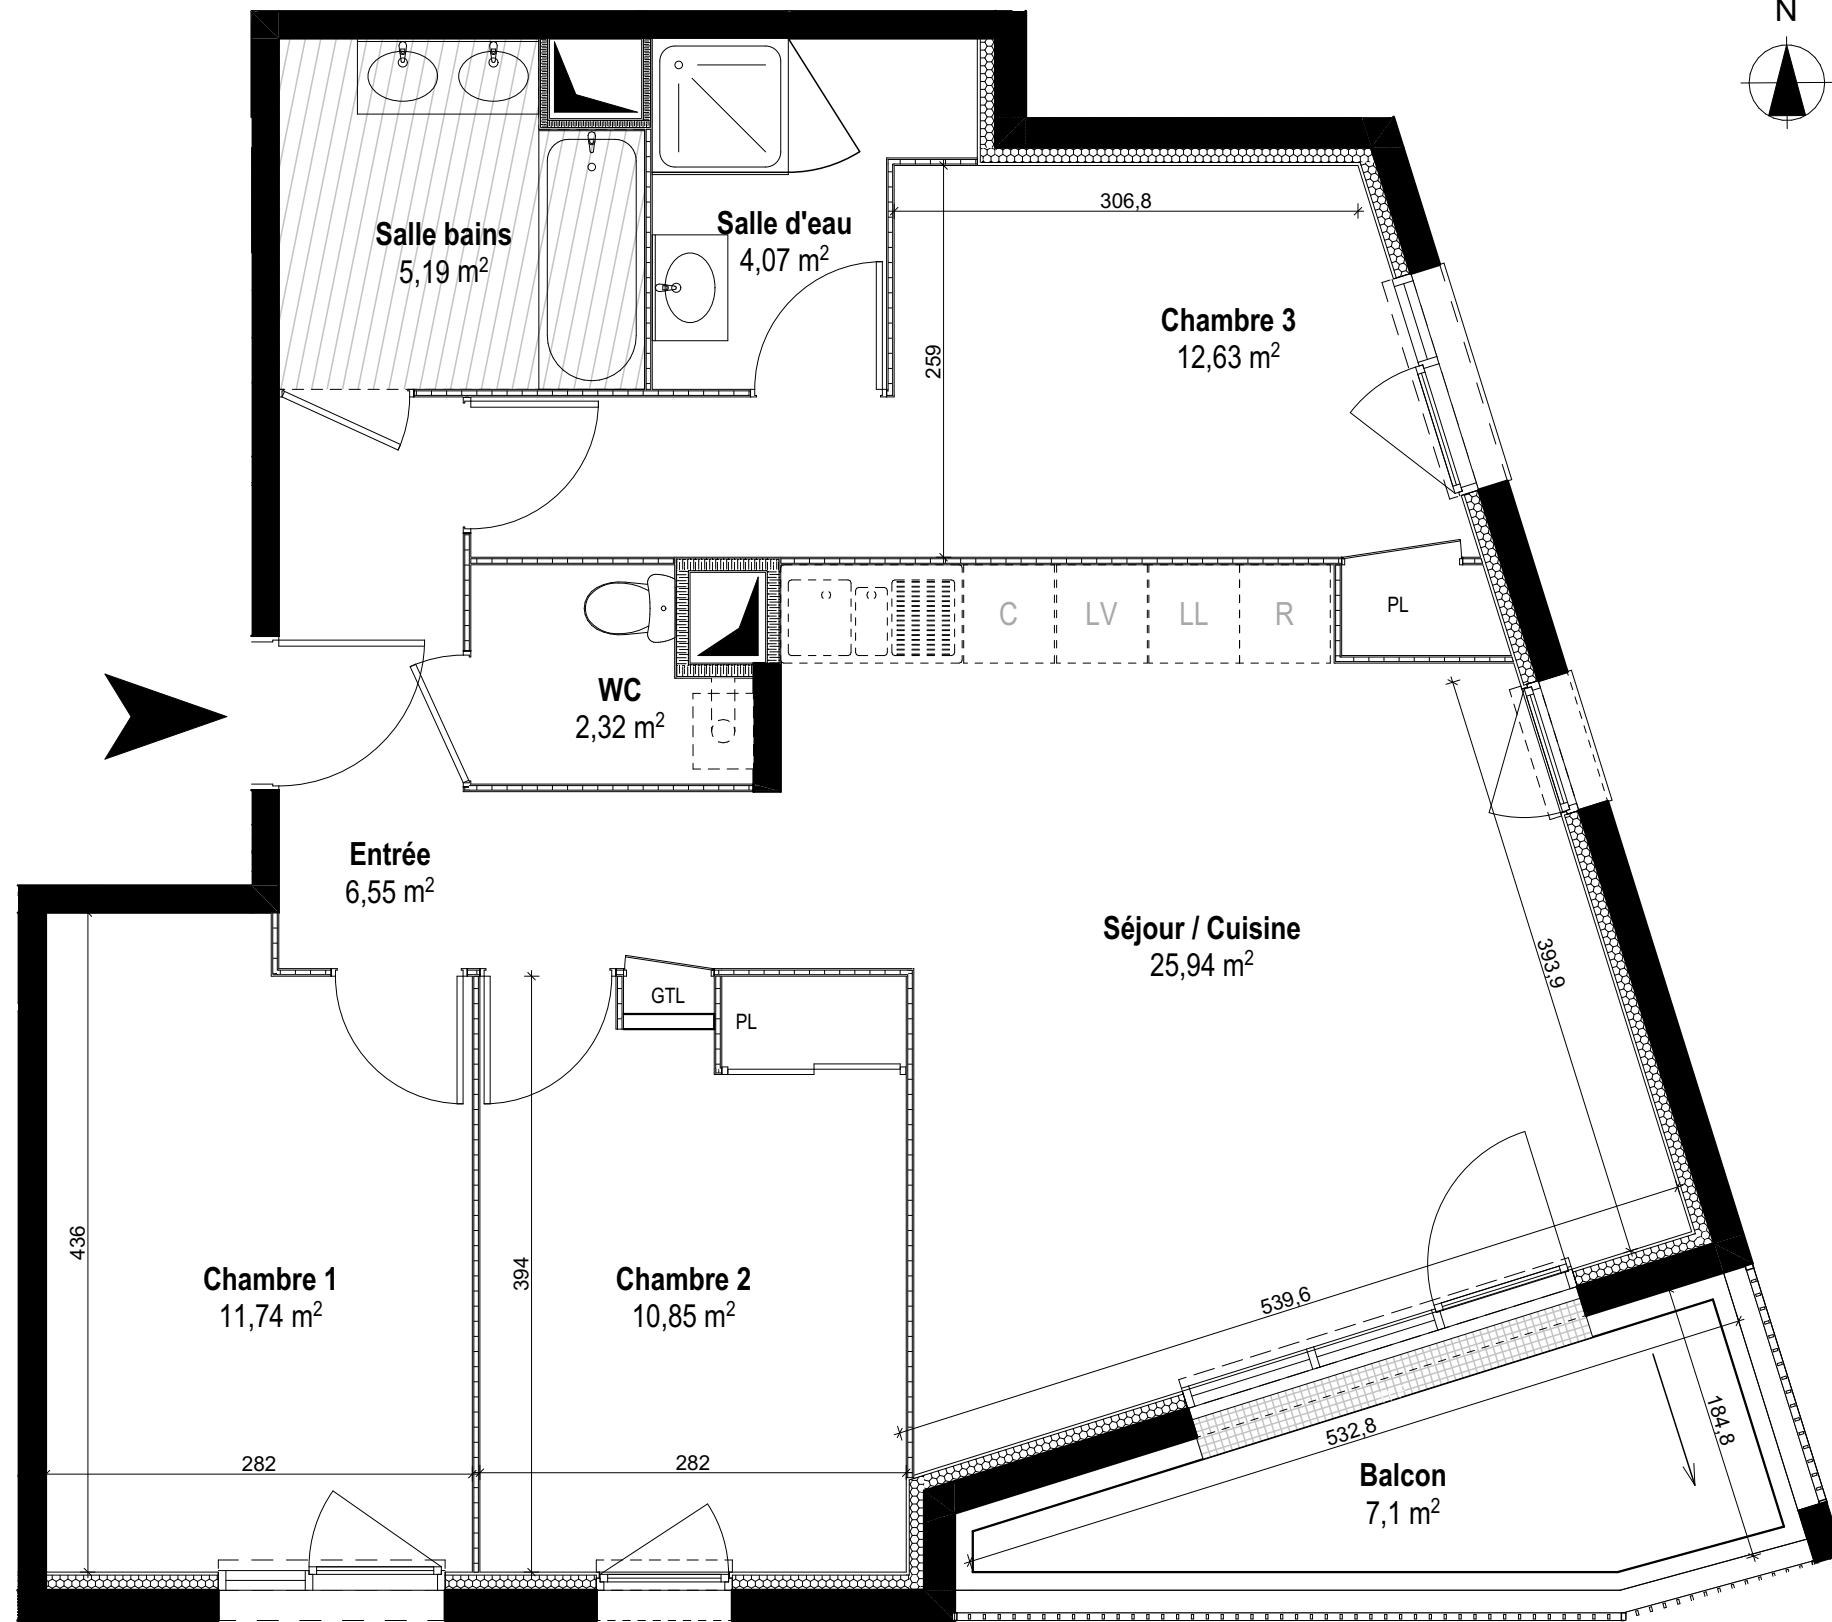 N
Salle bains
5,19 m²
Salle d'eau
4,07 m²
306,8
259
Chambre 3
12,63 m²
C
LV
LL
R
PL
WC
2,32 m²
Entrée
6,55 m²
Séjour / Cuisine
25,94 m²
393,9
GTL
PL
436
394
Chambre 1
11,74 m²
Chambre 2
10,85 m²
539,6
282
282
532,8
184,8
Balcon
7,1 m²